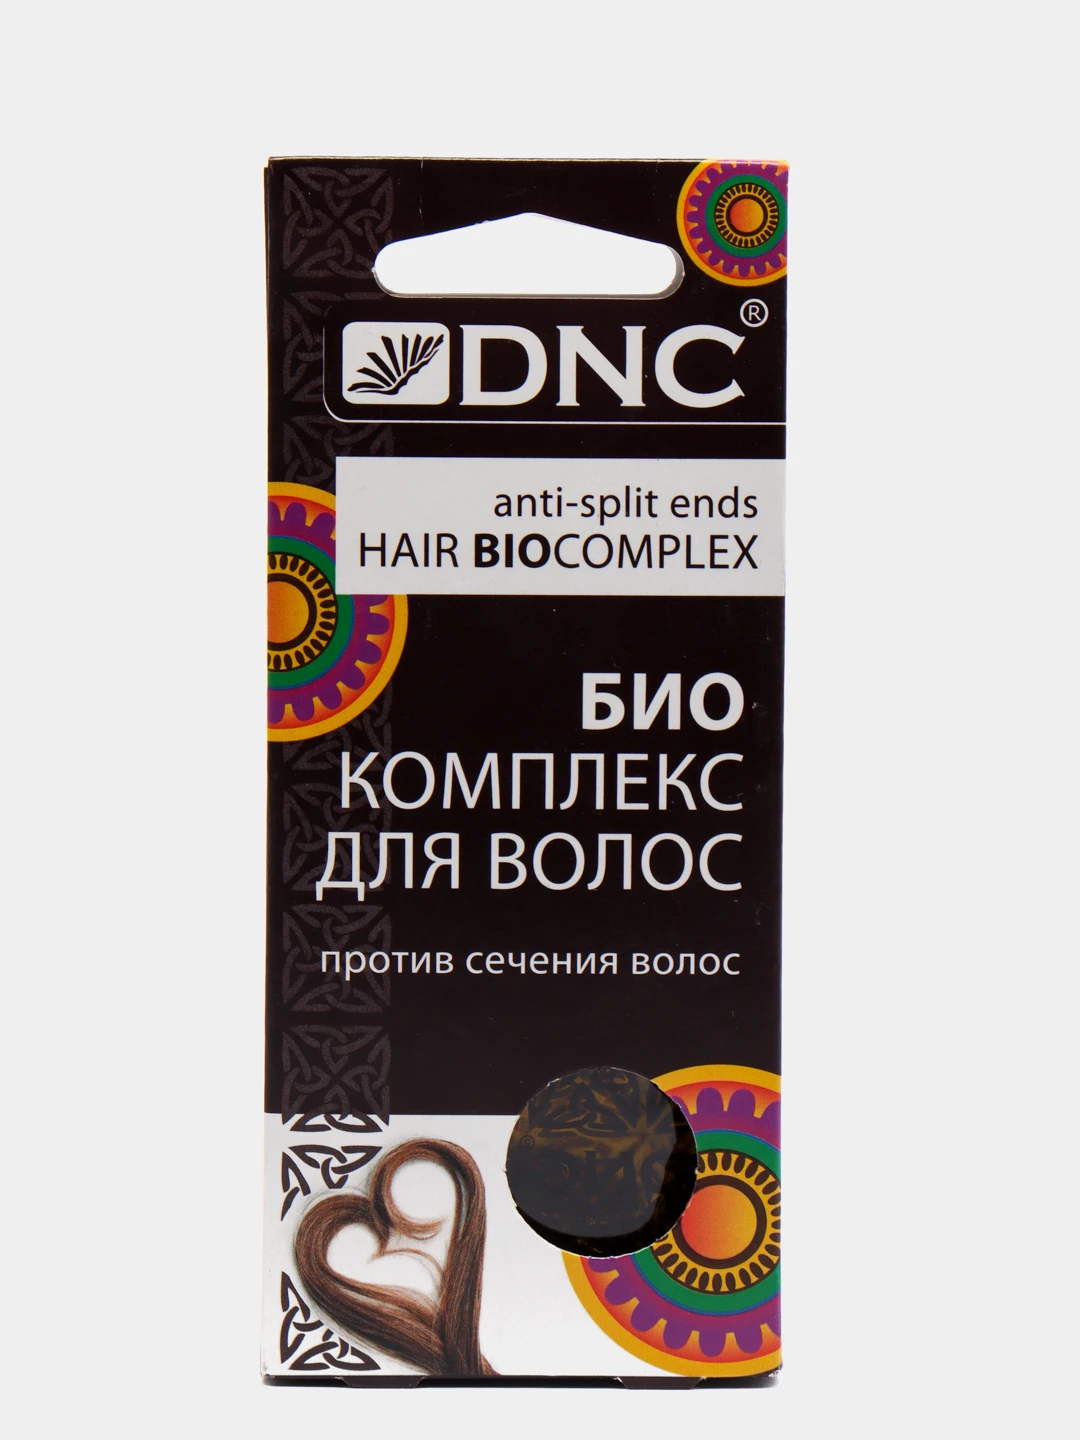 DNC®
anti-split ends
HAIR BIOCOMPLEX
БИО
КОМПЛЕКС
ДЛЯ ВОЛОС
против сечения волос